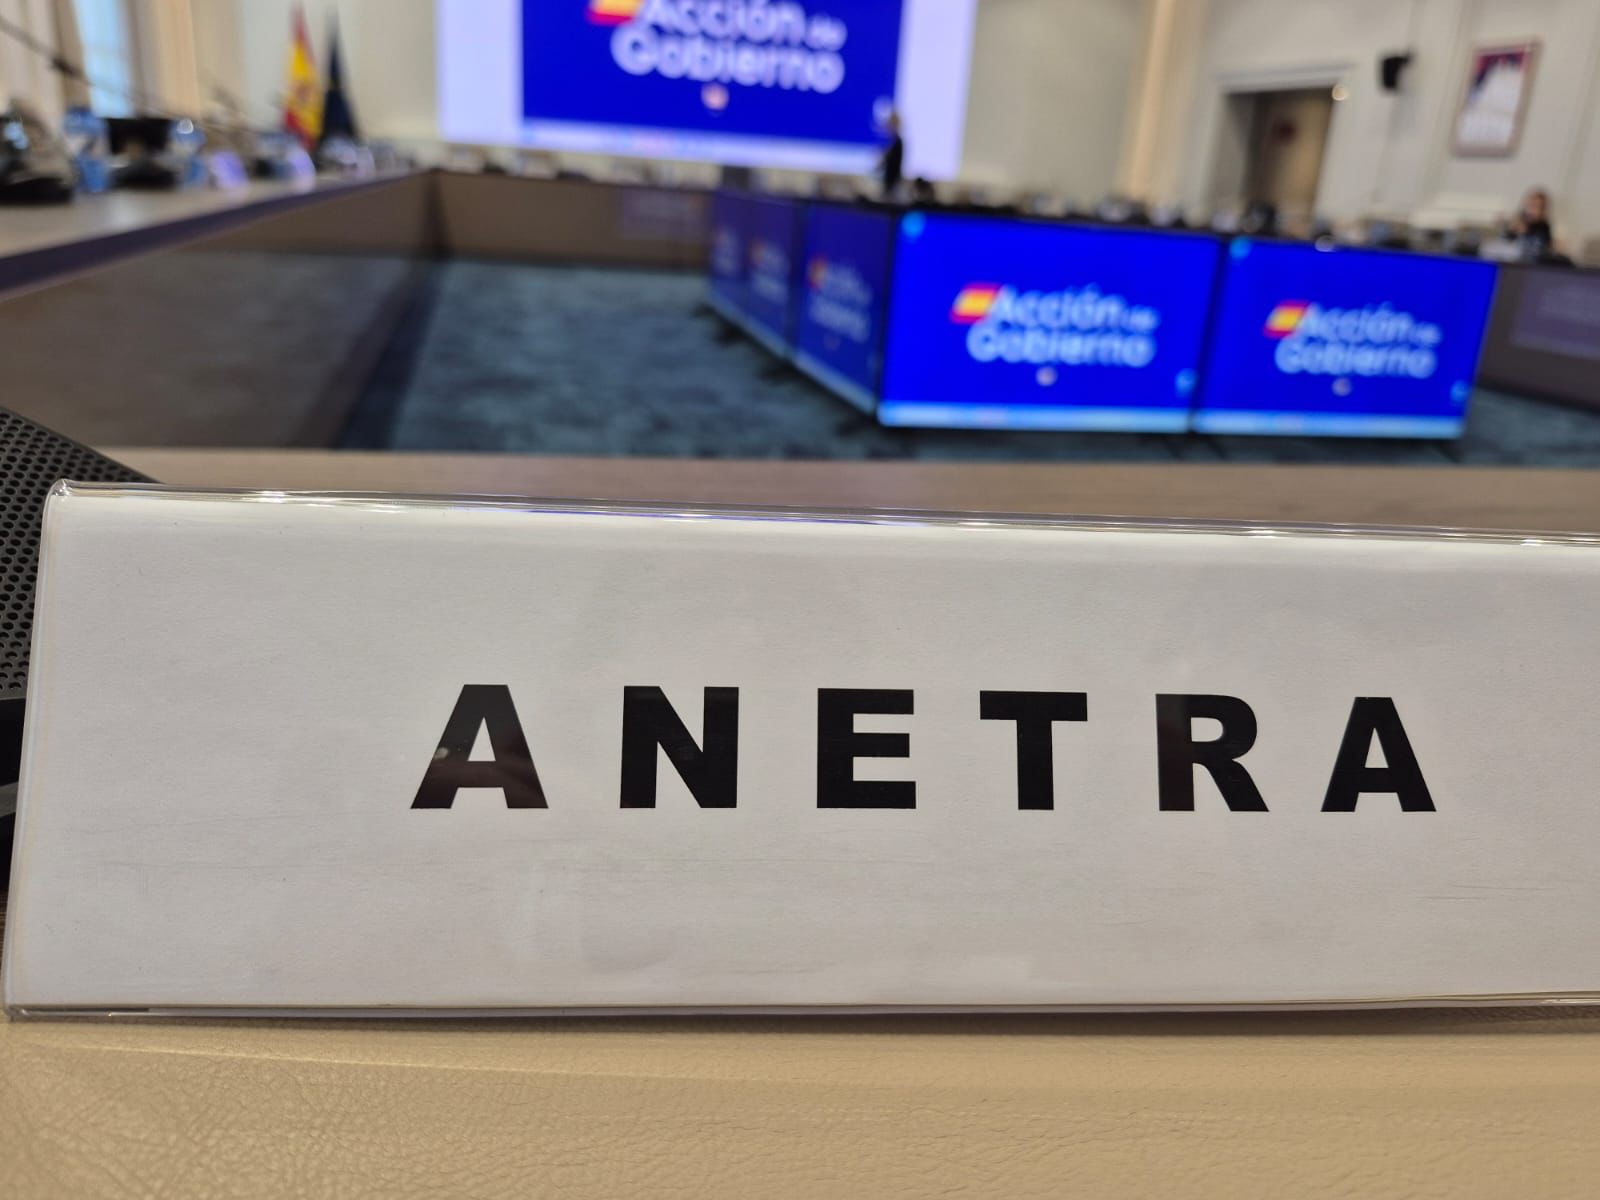 Acción de
Gobierno
Acción de
Gobierno
Acción de
Gobierno
ANETRA